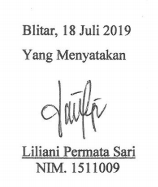 Blitar, 18 Juli 2019
Yang Menyatakan
Liliani Permata Sari
NIM. 1511009